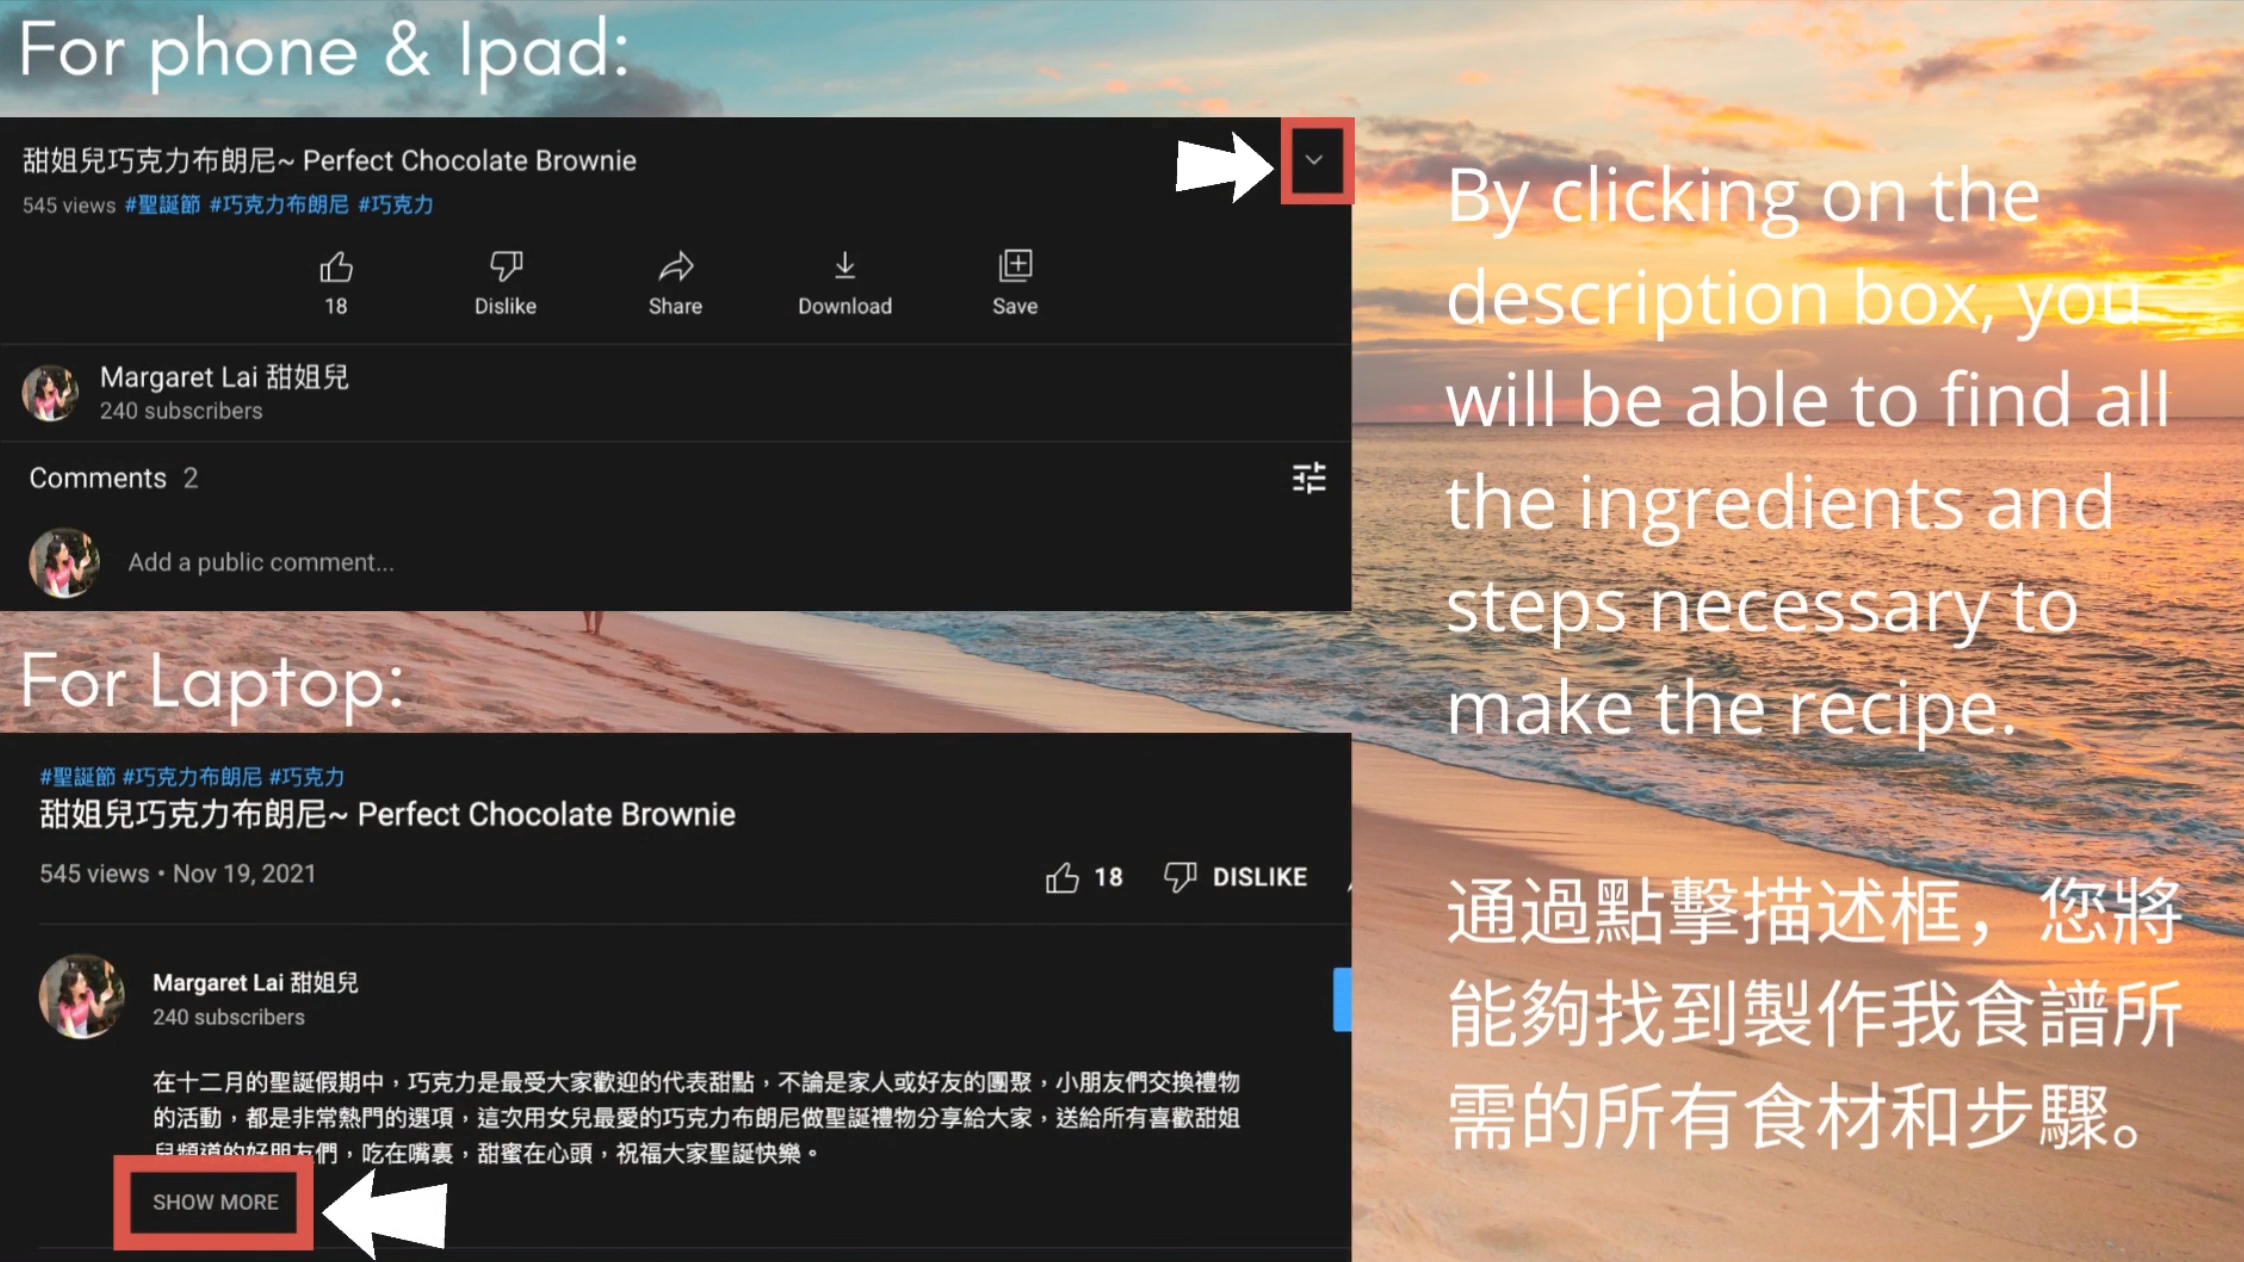 For phone & Ipad:
甜姐兒巧克力布朗尼~ Perfect Chocolate Brownie
545 views #聖誕節 #巧克力布朗尼 #巧克力
18 Dislike Share Download Save
Margaret Lai 甜姐兒
240 subscribers
Comments 2
Add a public comment...
For Laptop:
#聖誕節 #巧克力布朗尼 #巧克力
甜姐兒巧克力布朗尼~ Perfect Chocolate Brownie
545 views • Nov 19, 2021 18 DISLIKE
Margaret Lai 甜姐兒
240 subscribers
在十二月的聖誕假期中，巧克力是最受大家歡迎的代表甜點，不論是家人或好友的團聚，小朋友們交換禮物
的活動，都是非常熱門的選項，這次用女兒最愛的巧克力布朗尼做聖誕禮物分享給大家，送給所有喜歡甜姐
兒頻道的好朋友們，吃在嘴裏，甜蜜在心頭，祝福大家聖誕快樂。
SHOW MORE
By clicking on the
description box, you
will be able to find all
the ingredients and
steps necessary to
make the recipe.
通過點擊描述框，您將
能夠找到製作我食譜所
需的所有食材和步驟。